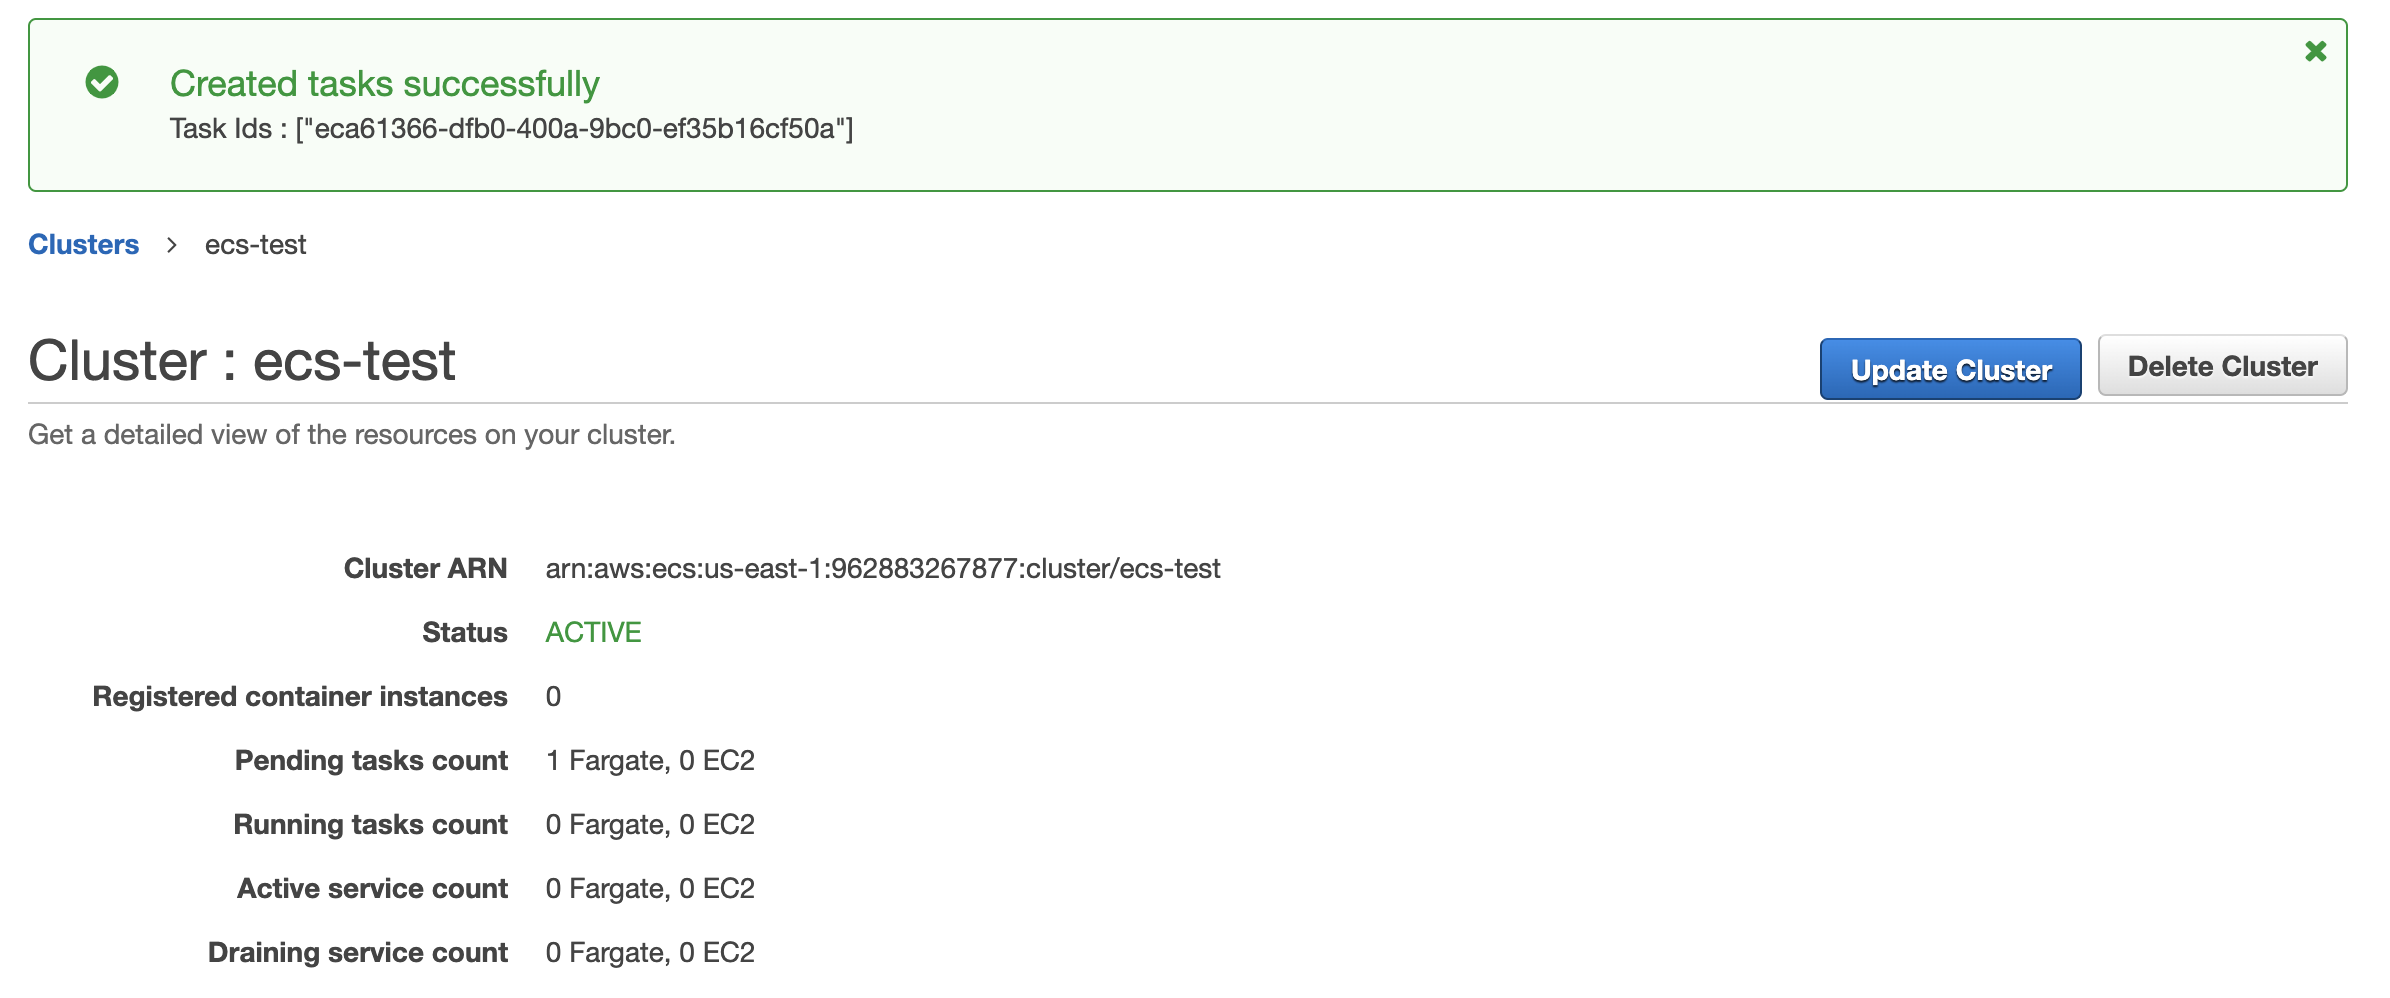 Created tasks successfully
Task Ids : ["eca61366-dfb0-400a-9bc0-ef35b16cf50a"]
Clusters > ecs-test
Cluster : ecs-test
Update Cluster Delete Cluster
Get a detailed view of the resources on your cluster.
Cluster ARN arn:aws:ecs:us-east-1:962883267877:cluster/ecs-test
Status ACTIVE
Registered container instances 0
Pending tasks count 1 Fargate, 0 EC2
Running tasks count 0 Fargate, 0 EC2
Active service count 0 Fargate, 0 EC2
Draining service count 0 Fargate, 0 EC2